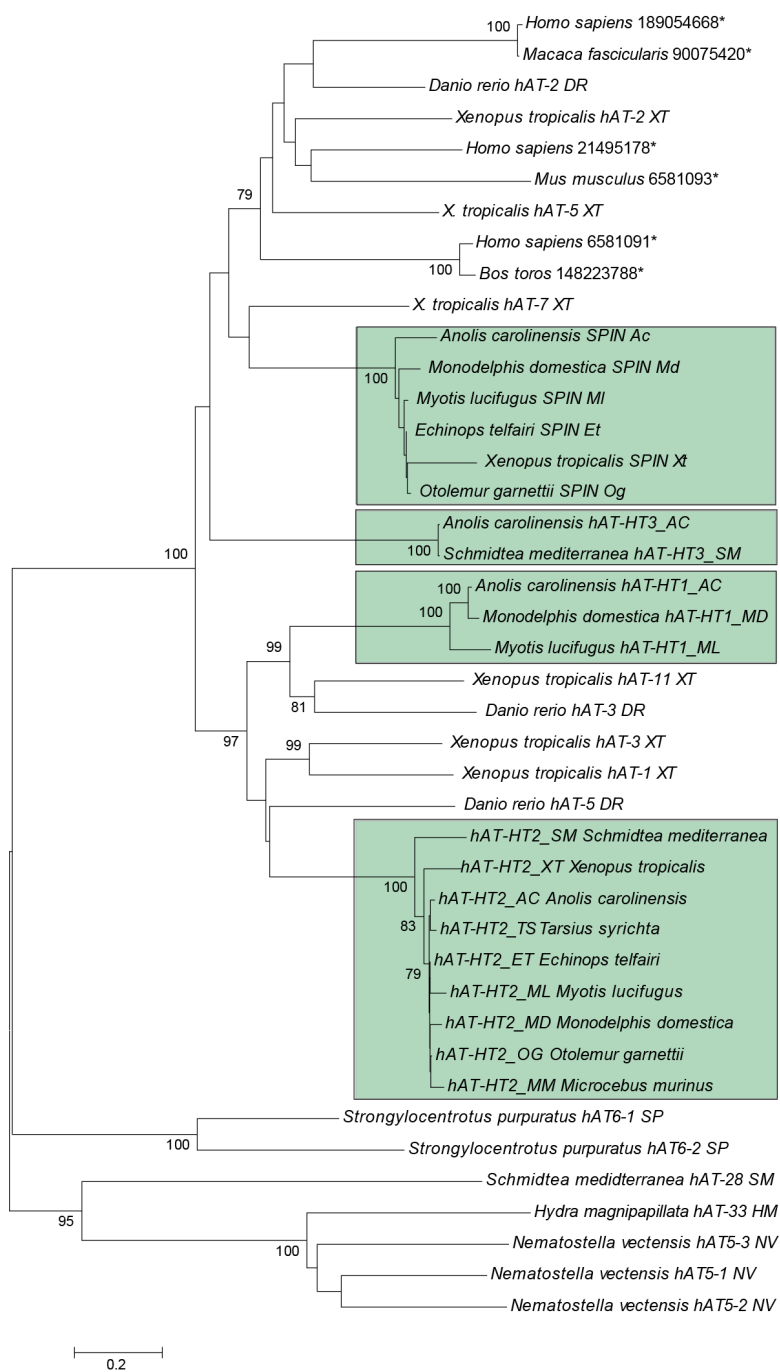 100
Homo sapiens 189054668*
Macaca fascicularis 90075420*
Danio rerio hAT-2 DR
Xenopus tropicalis hAT-2 XT
Homo sapiens 21495178*
Mus musculus 6581093*
79
X. tropicalis hAT-5 XT
Homo sapiens 6581091*
100
Bos toros 148223788*
X. tropicalis hAT-7 XT
Anolis carolinensis SPIN Ac
Monodelphis domestica SPIN Md
100
Myotis lucifugus SPIN Ml
Echinops telfairi SPIN Et
Xenopus tropicalis SPIN Xt
Otolemur garnettii SPIN Og
Anolis carolinensis hAT-HT3_AC
100
Schmidtea mediterranea hAT-HT3_SM
100
100
Anolis carolinensis hAT-HT1_AC
100
Monodelphis domestica hAT-HT1_MD
Myotis lucifugus hAT-HT1_ML
99
Xenopus tropicalis hAT-11 XT
81
Danio rerio hAT-3 DR
97
99
Xenopus tropicalis hAT-3 XT
Xenopus tropicalis hAT-1 XT
Danio rerio hAT-5 DR
hAT-HT2_SM Schmidtea mediterranea
hAT-HT2_XT Xenopus tropicalis
100
hAT-HT2_AC Anolis carolinensis
83
hAT-HT2_TS Tarsius syrichta
hAT-HT2_ET Echinops telfairi
79
hAT-HT2_ML Myotis lucifugus
hAT-HT2_MD Monodelphis domestica
hAT-HT2_OG Otolemur garnettii
hAT-HT2_MM Microcebus murinus
Strongylocentrotus purpuratus hAT6-1 SP
100
Strongylocentrotus purpuratus hAT6-2 SP
Schmidtea medidterranea hAT-28 SM
95
Hydra magnipapillata hAT-33 HM
100
Nematostella vectensis hAT5-3 NV
Nematostella vectensis hAT5-1 NV
Nematostella vectensis hAT5-2 NV
0.2